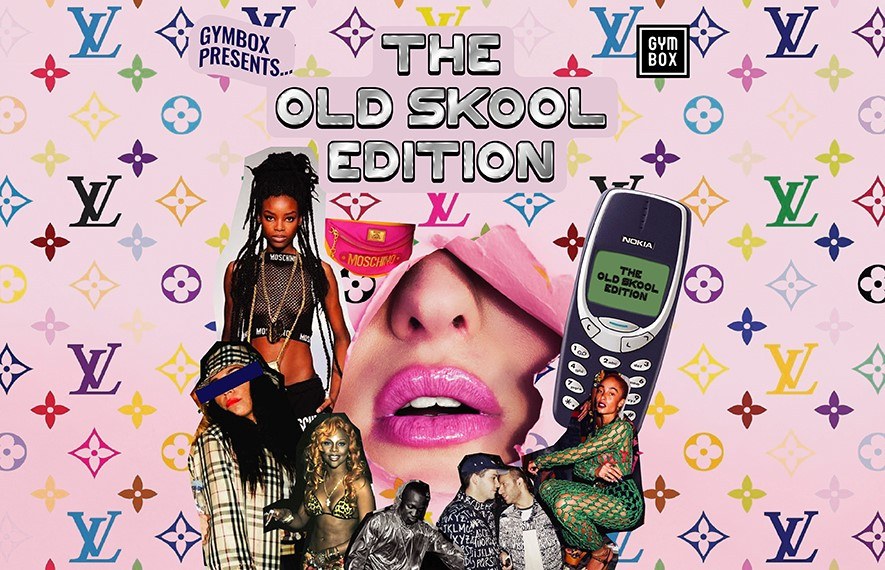 GYMBOX
PRESENTS...
THE
OLD SKOOL
EDITION
GYM
BOX
MOSCHINO
MOSCHINO
NOKIA
THE
OLD SKOOL
EDITION